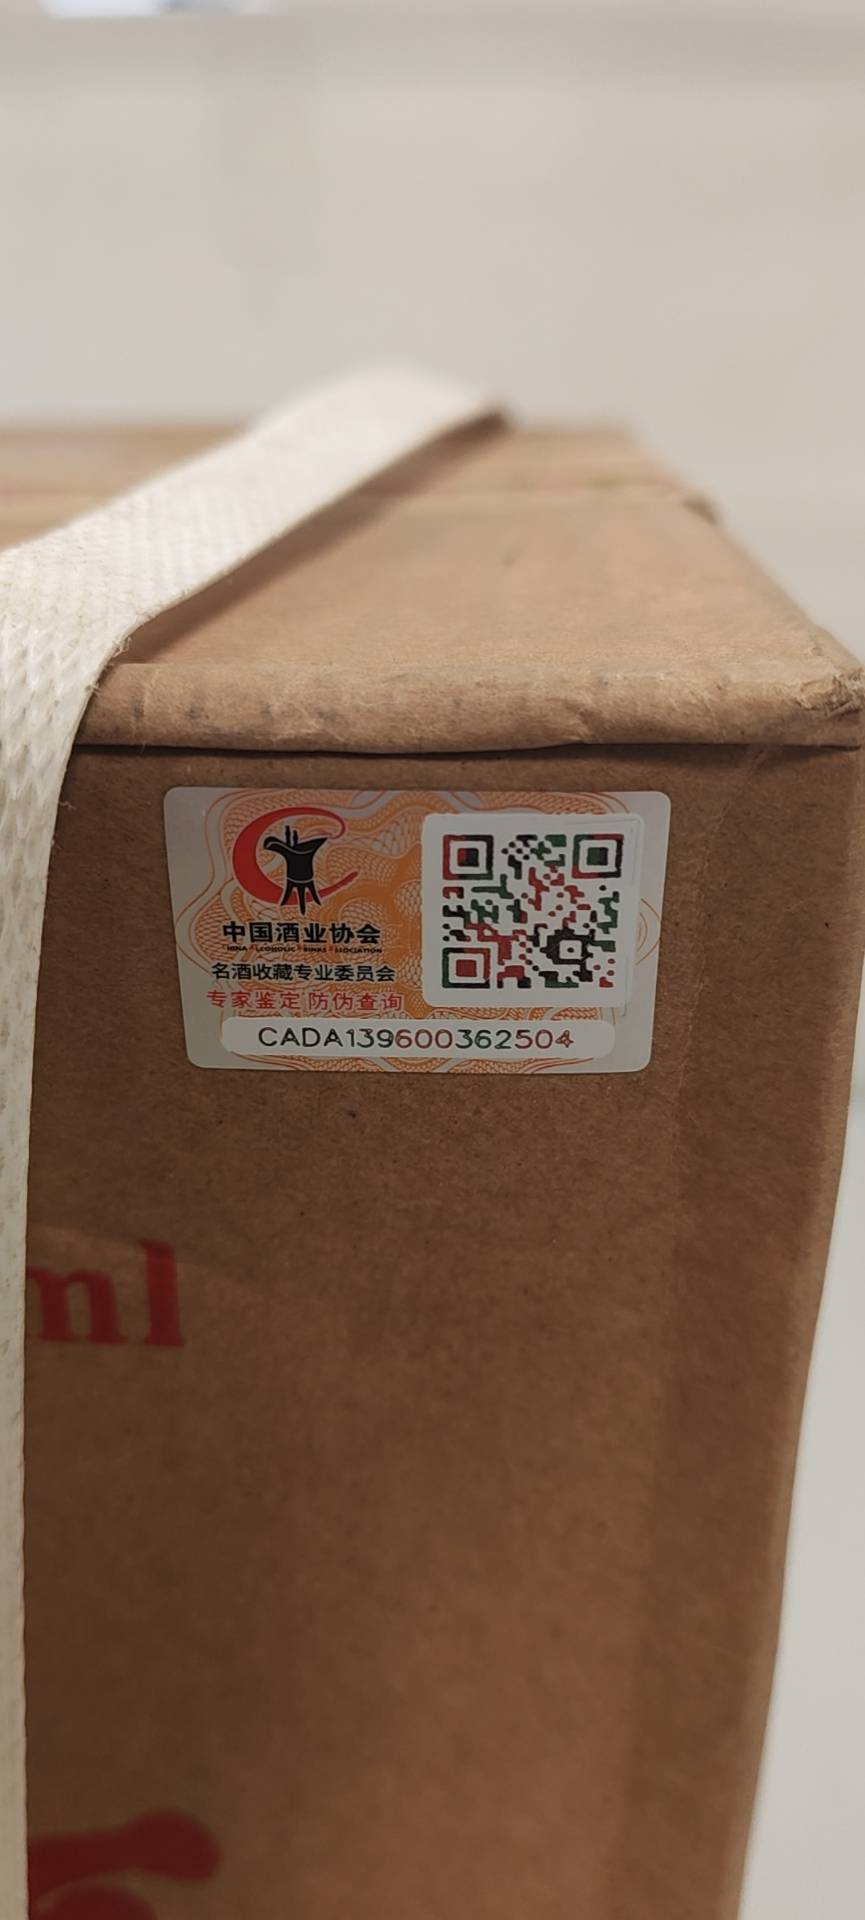 中国酒业协会
名酒收藏专业委员会
专家鉴定 防伪查询
CADA139600362504
ml